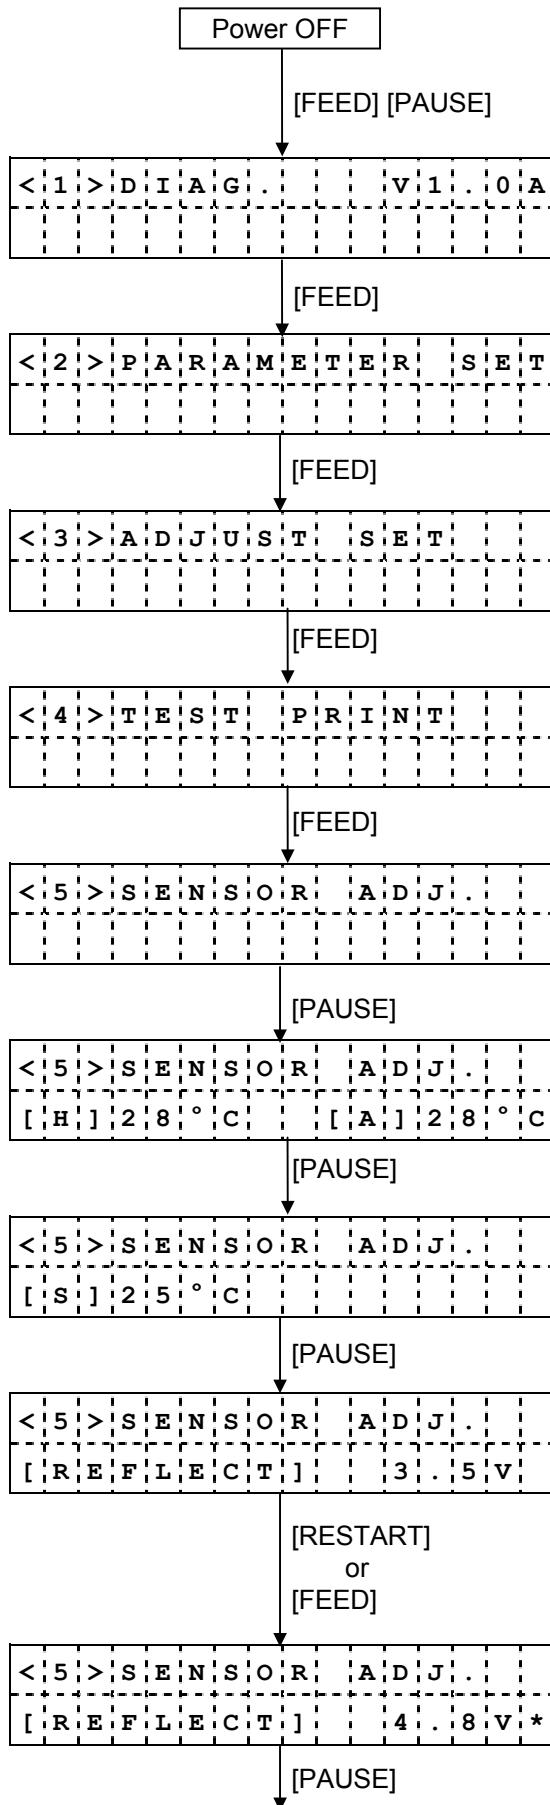 Power OFF
[FEED] [PAUSE]
<1>DIAG.   V1.0A
[FEED]
<2>PARAMETER SET
[FEED]
<3>ADJUST SET
[FEED]
<4>TEST PRINT
[FEED]
<5>SENSOR ADJ.
[PAUSE]
<5>SENSOR ADJ.
[H]28°C  [A]28°C
[PAUSE]
<5>SENSOR ADJ.
[S]25°C
[PAUSE]
<5>SENSOR ADJ.
[REFLECT]  3.5V
[RESTART]
or
[FEED]
<5>SENSOR ADJ.
[REFLECT]  4.8V*
[PAUSE]